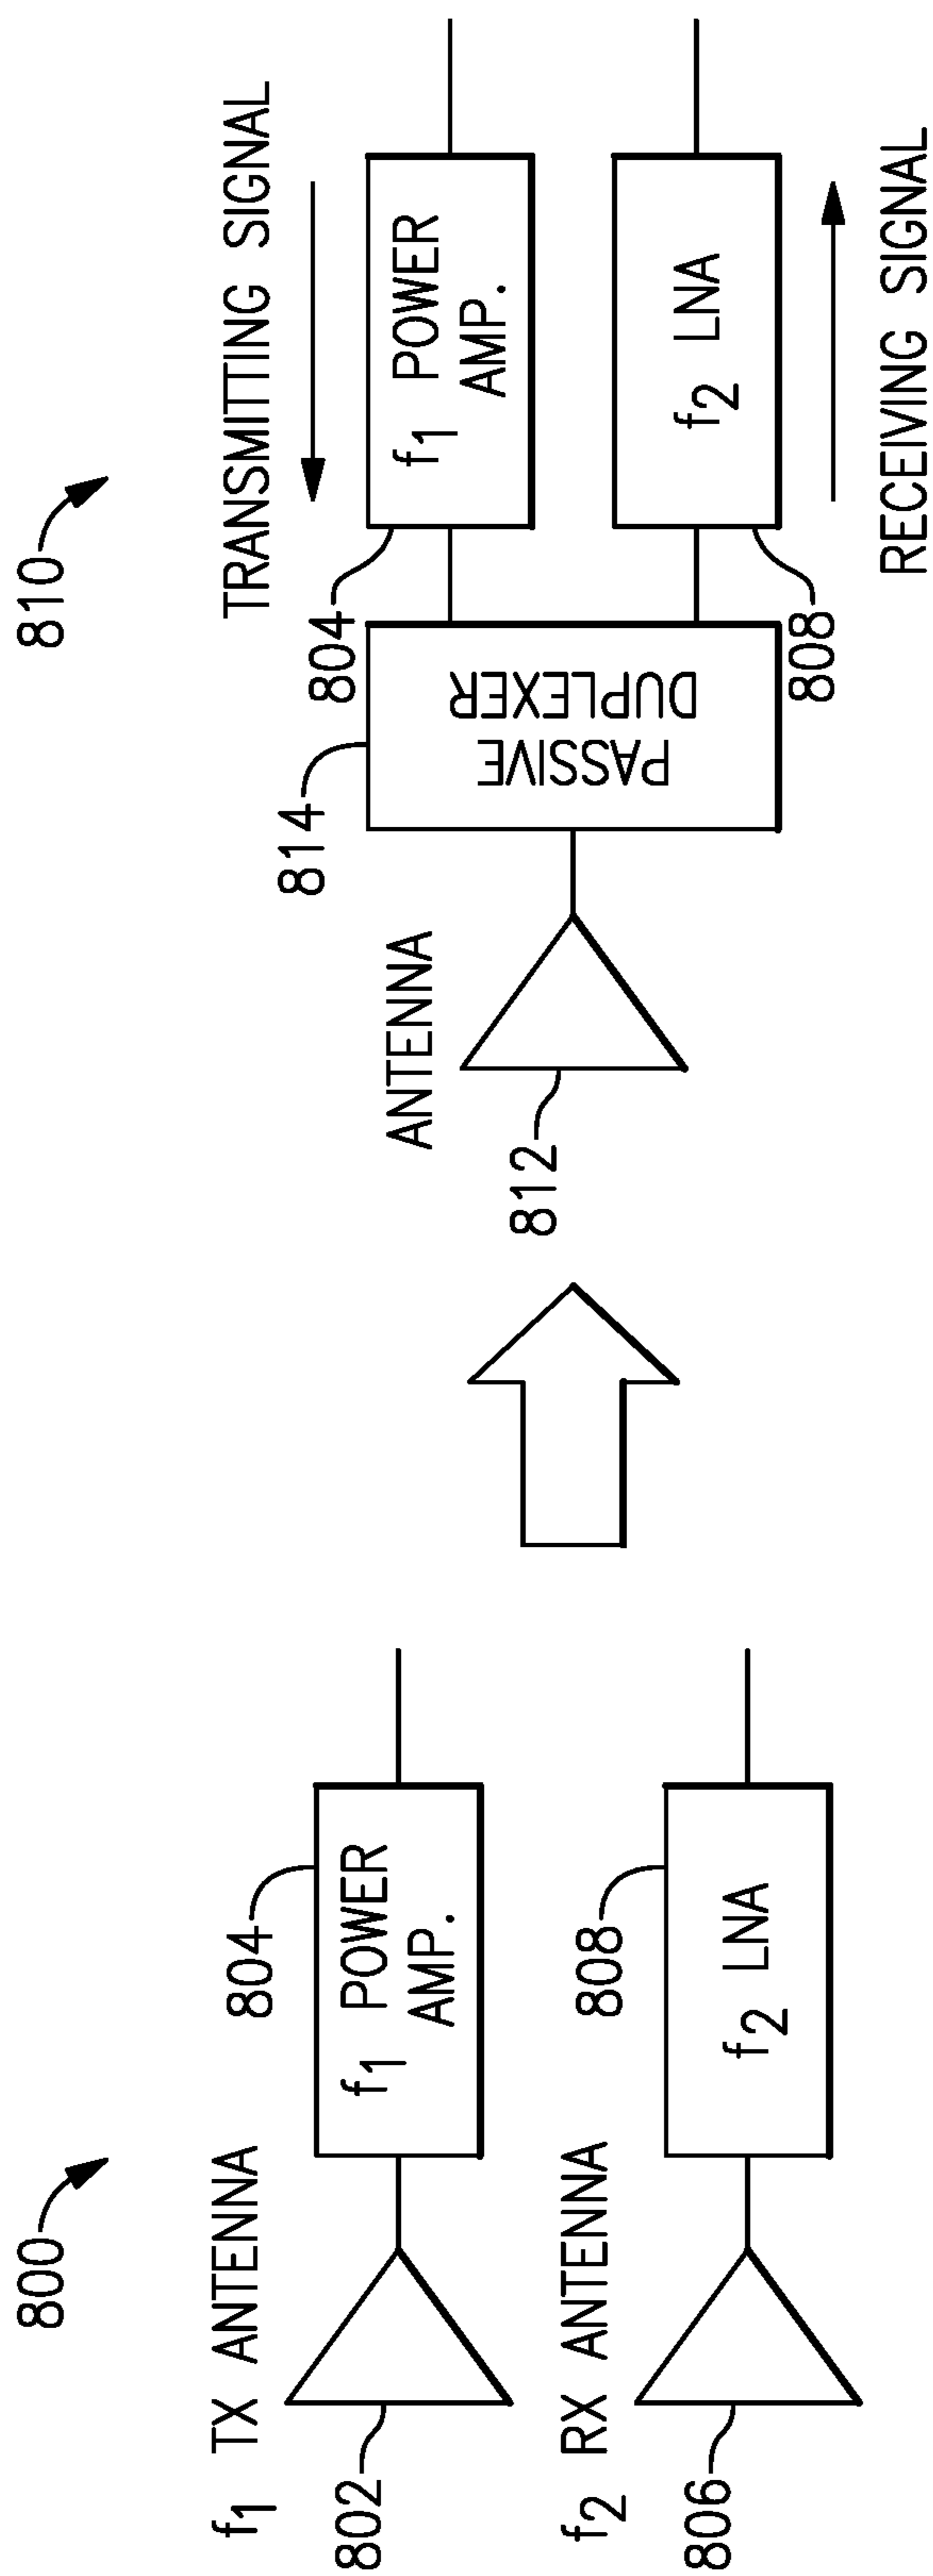 800
f1 TX ANTENNA
802
804
f1 POWER
AMP.
f2 RX ANTENNA
806
808
f2 LNA
810
ANTENNA
812
814
PASSIVE
DUPLEXER
TRANSMITTING SIGNAL
804
f1 POWER
AMP.
f2 LNA
808
RECEIVING SIGNAL